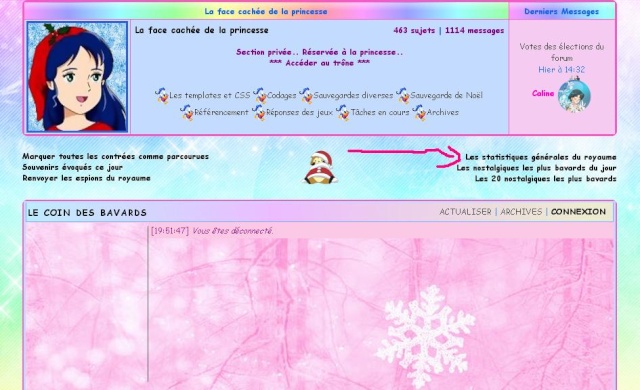 La face cachée de la princesse
Derniers Messages
La face cachée de la princesse
463 sujets | 1114 messages
Section privée.. Réservée à la princesse..
*** Accéder au trône ***
Les templates et CSS Codages Sauvegardes diverses Sauvegarde de Noël
Référencement Réponses des jeux Tâches en cours Archives
Votes des élections du
forum
Hier à 14:32
Caline
Marquer toutes les contrées comme parcourues
Souvenirs évoqués ce jour
Renvoyer les espions du royaume
Les statistiques générales du royaume
Les nostalgiques les plus bavards du jour
Les 20 nostalgiques les plus bavards
LE COIN DES BAVARDS
ACTUALISER | ARCHIVES | CONNEXION
[19:51:47] Vous êtes déconnecté.